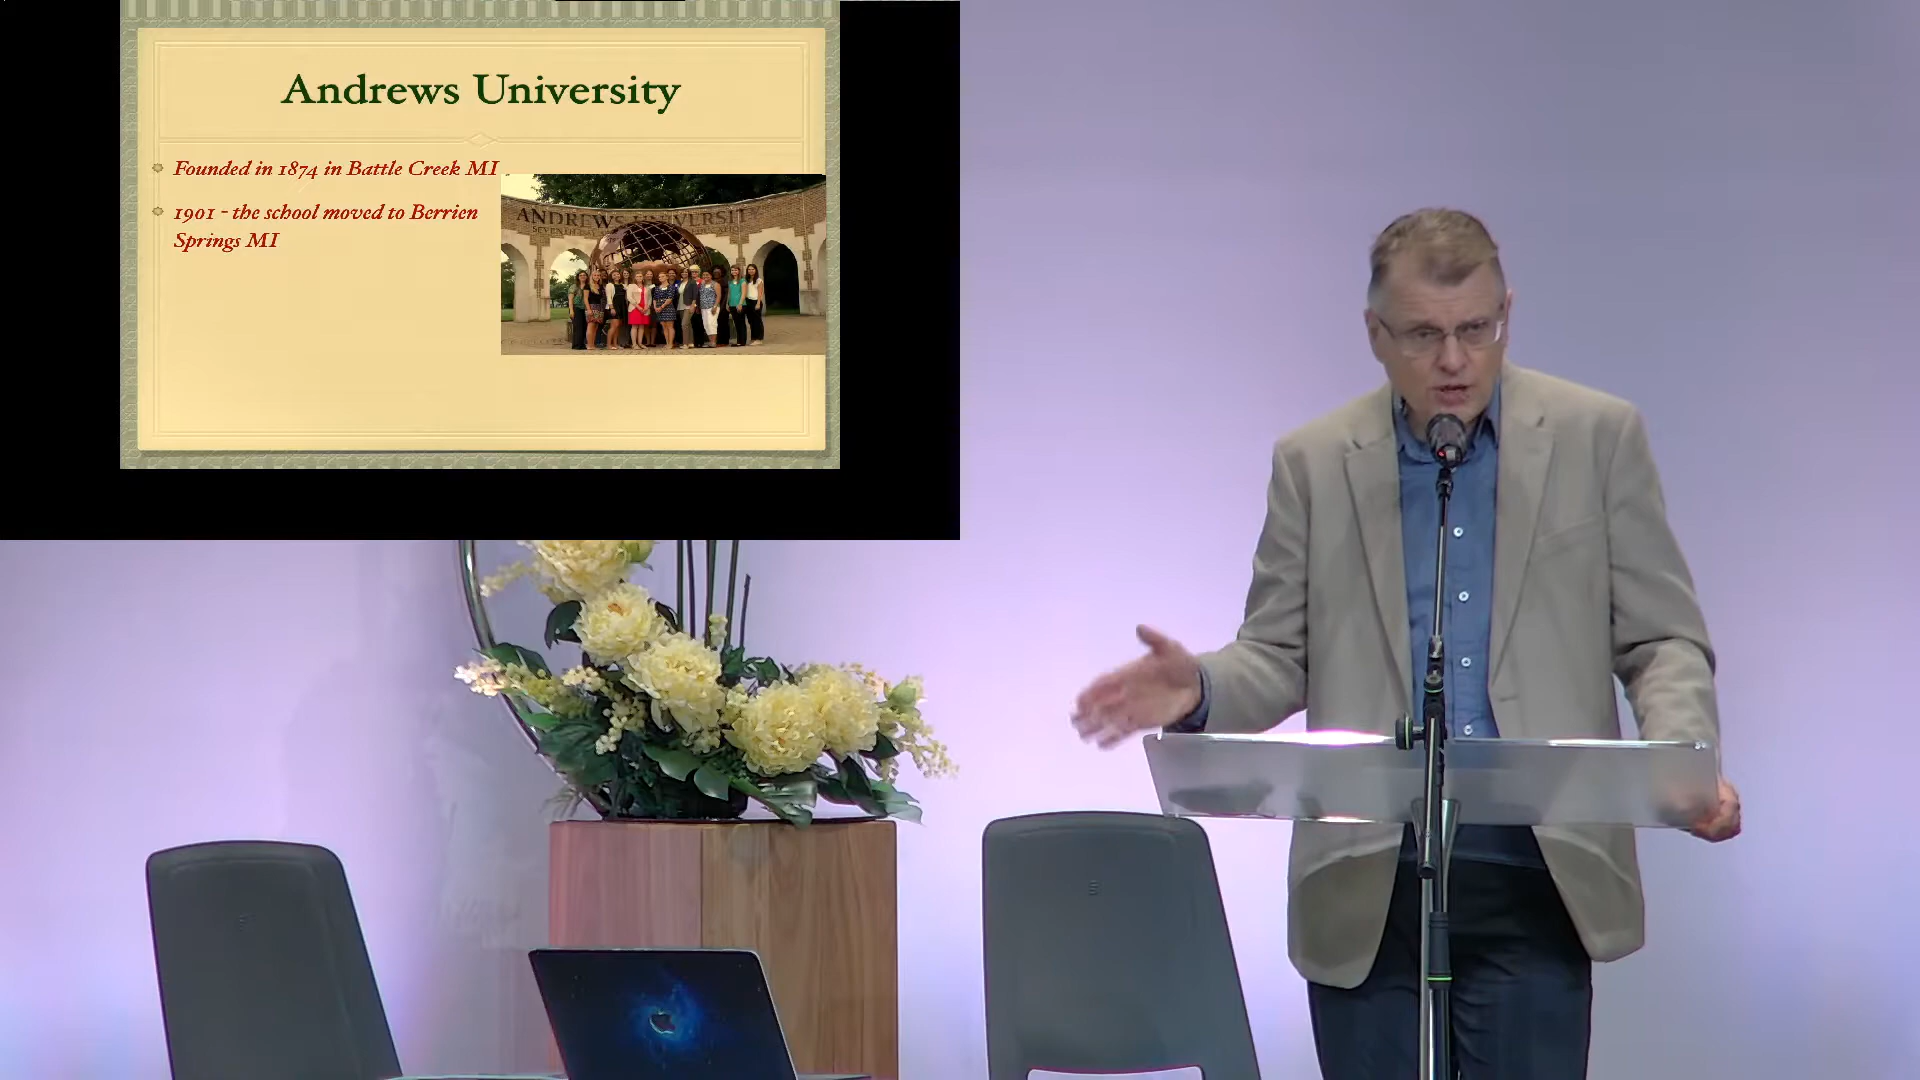 Andrews University
Founded in 1874 in Battle Creek MI
1901 - the school moved to Berrien
Springs MI
ANDREWS UNIVERSITY